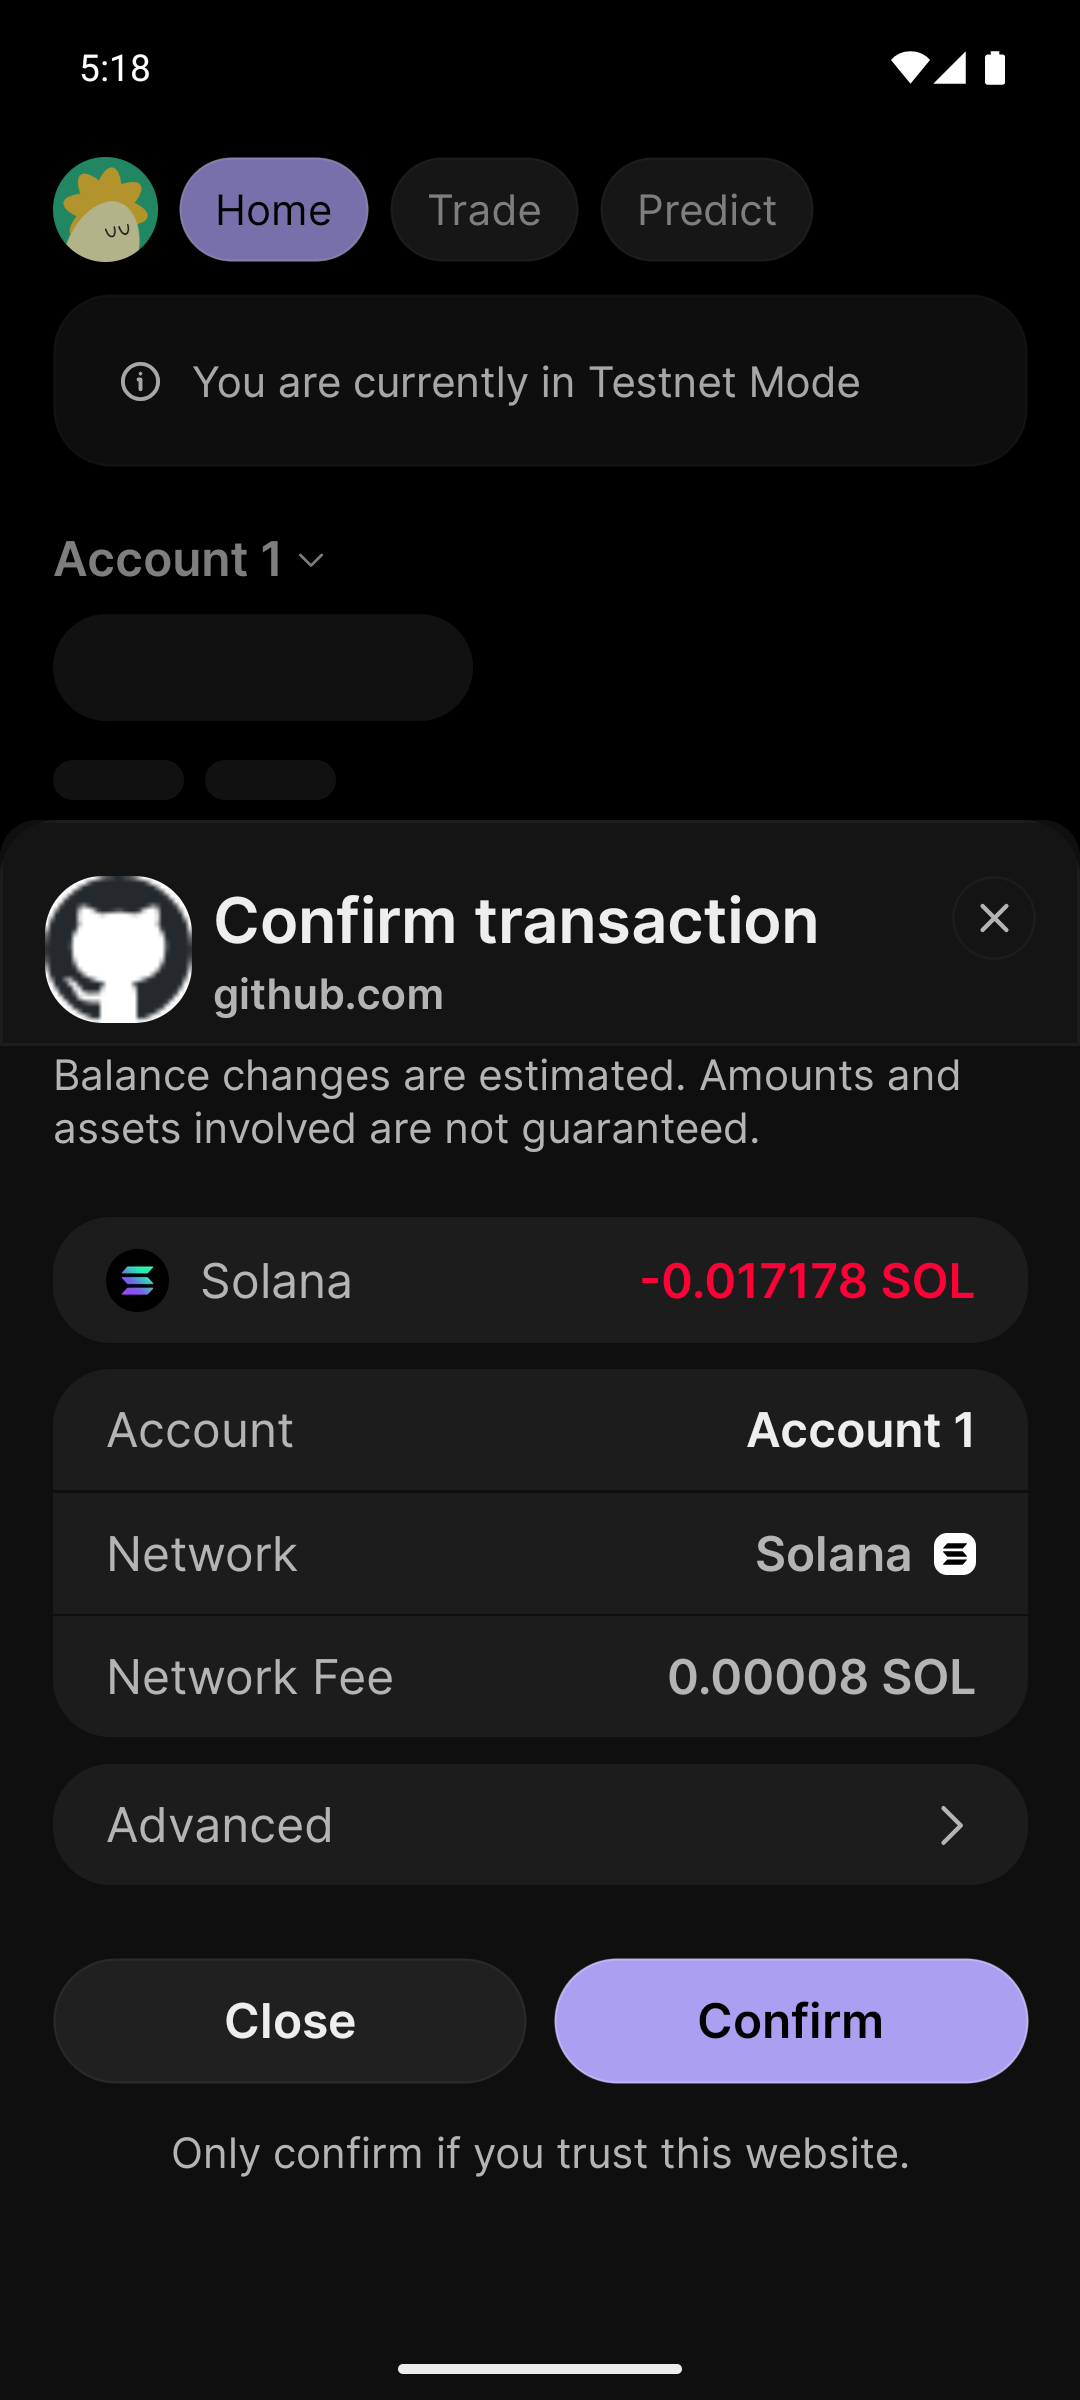 5:18
Home
Trade
Predict
You are currently in Testnet Mode
Account 1
Confirm transaction
github.com
Balance changes are estimated. Amounts and
assets involved are not guaranteed.
Solana
-0.017178 SOL
Account
Account 1
Network
Solana
Network Fee
0.00008 SOL
Advanced
Close
Confirm
Only confirm if you trust this website.